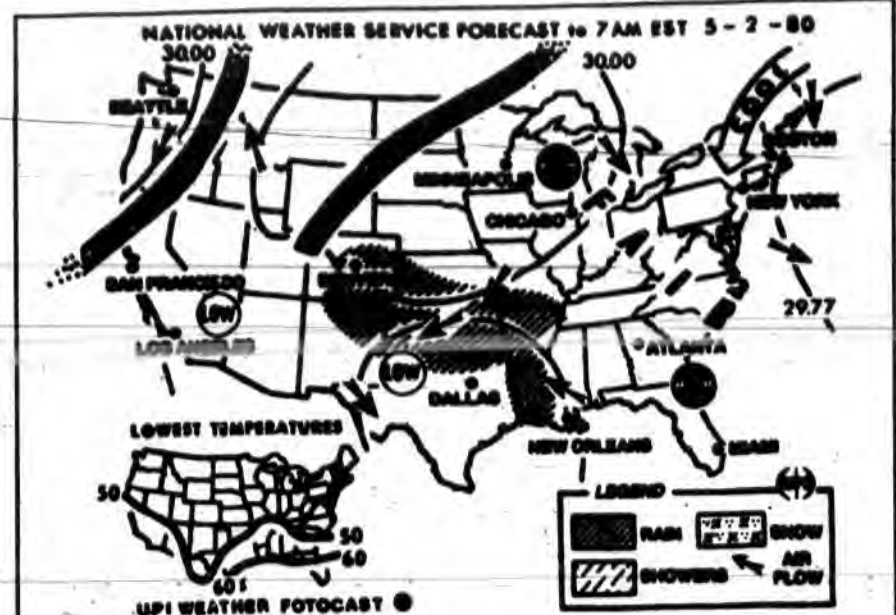 NATIONAL WEATHER SERVICE FORECAST to 7AM EST 5 - 2 - 80
30.00
30.00
SEATTLE
COOL
BOSTON
MINNEAPOLIS
NEW YORK
CHICAGO
SAN FRANCISCO
LOW
29.77
LOS ANGELES
ATLANTA
LOW
DALLAS
LOWEST TEMPERATURES
NEW ORLEANS
MIAMI
50
LEGEND
RAIN
SNOW
50
60
SHOWERS
AIR FLOW
60
UPI WEATHER FOTOCAST